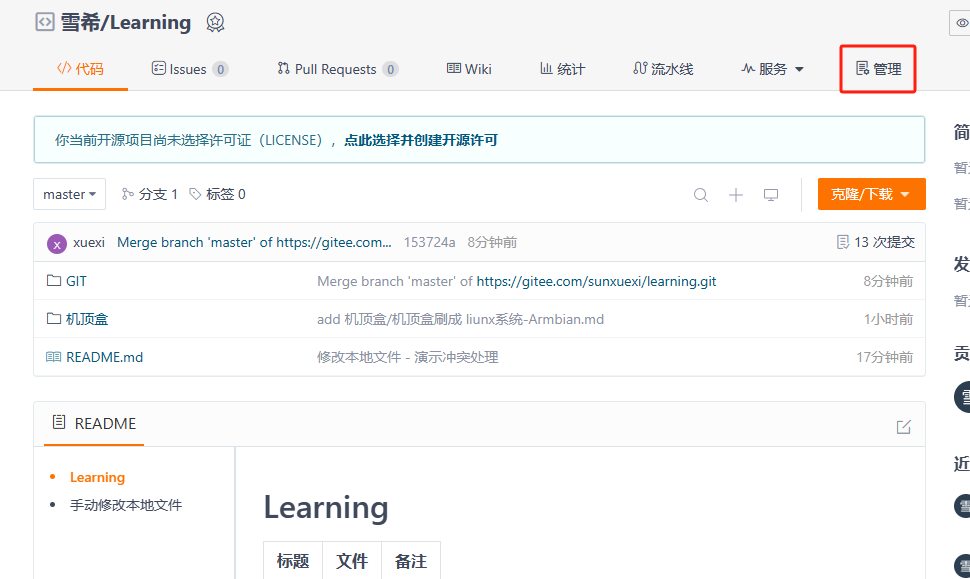 雪希/Learning
代码 Issues 0 Pull Requests 0 Wiki 统计 流水线 服务 管理
你当前开源项目尚未选择许可证（LICENSE），点此选择并创建开源许可
简
暂
master 分支 1 标签 0 克隆/下载
暂
x xuexi Merge branch 'master' of https://gitee.com... 153724a 8分钟前 13 次提交
发
GIT Merge branch 'master' of https://gitee.com/sunxuexi/learning.git 8分钟前
暂
机顶盒 add 机顶盒/机顶盒刷成 liunx系统-Armbian.md 1小时前
README.md 修改本地文件 - 演示冲突处理 17分钟前
贡
雪
README
近
Learning
手动修改本地文件
雪
Learning
标题 文件 备注
雪